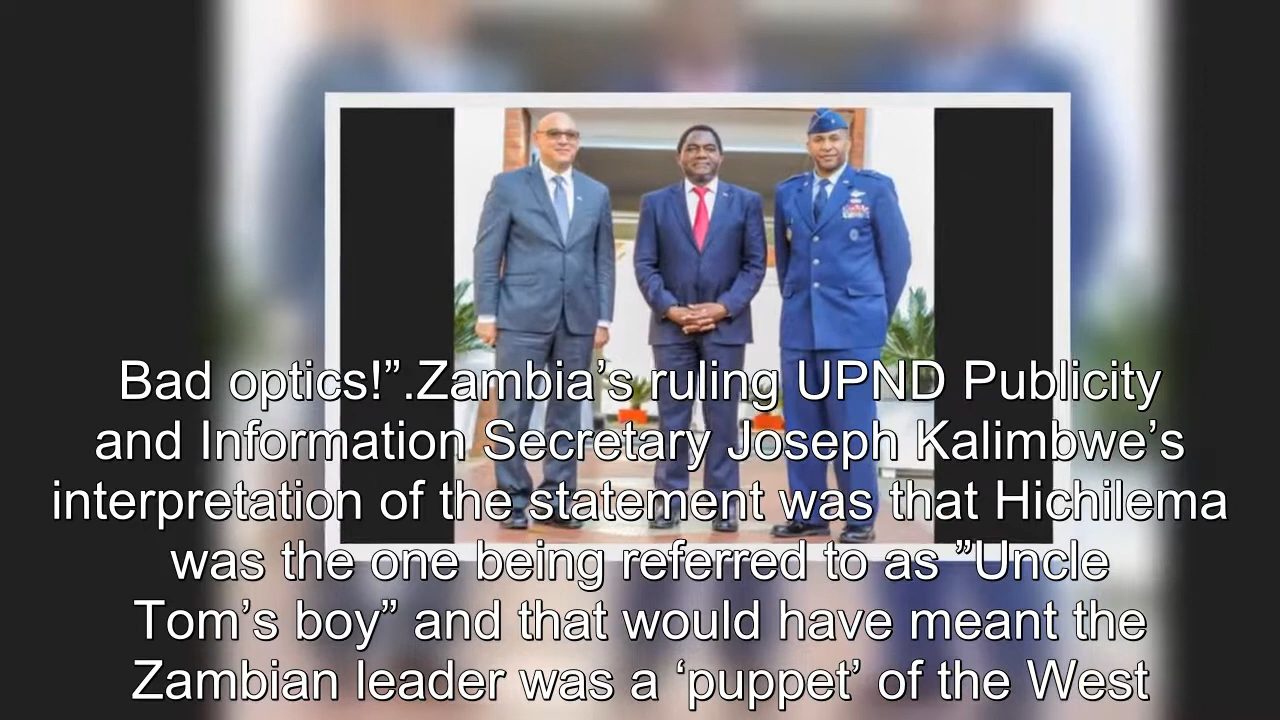 Bad optics!”.Zambia’s ruling UPND Publicity
and Information Secretary Joseph Kalimbwe’s
interpretation of the statement was that Hichilema
was the one being referred to as ”Uncle
Tom’s boy” and that would have meant the
Zambian leader was a ‘puppet’ of the West